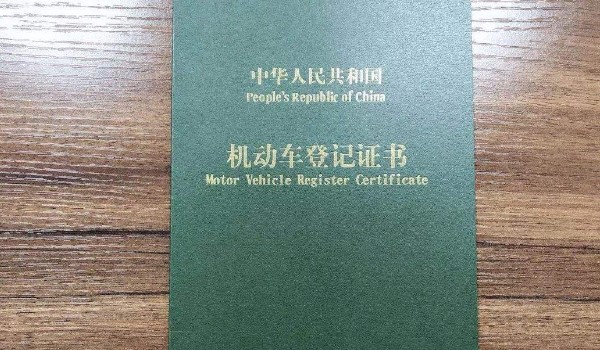 中华人民共和国
People's Republic of China
机动车登记证书
Motor Vehicle Register Certificate